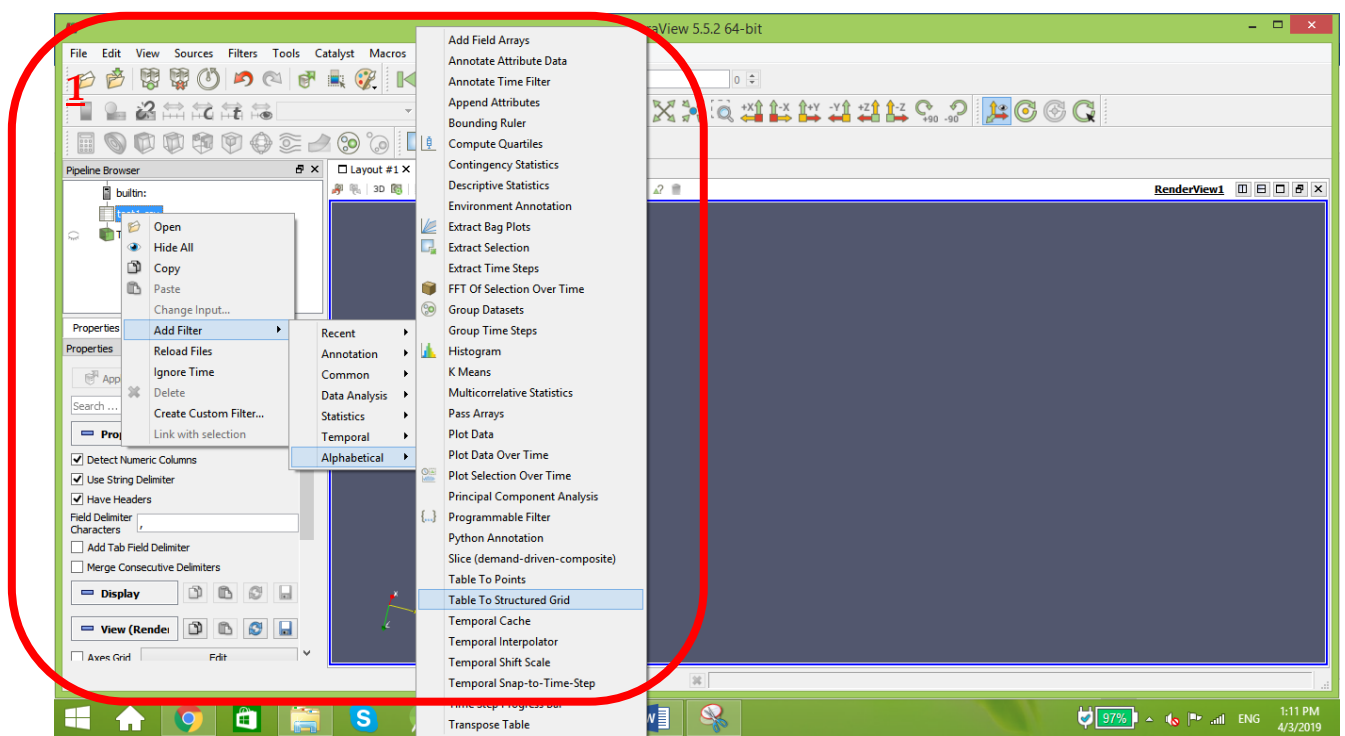 raView 5.5.2 64-bit
File Edit View Sources Filters Tools Catalyst Macros
1
0
+X -X +Y -Y +Z -Z +90 -90
Pipeline Browser
Layout #1
builtin:
3D
RenderView1
T
Open
Hide All
Copy
Paste
Change Input...
Add Filter
Reload Files
Ignore Time
Delete
Create Custom Filter...
Link with selection
Recent
Annotation
Common
Data Analysis
Statistics
Temporal
Alphabetical
Add Field Arrays
Annotate Attribute Data
Annotate Time Filter
Append Attributes
Bounding Ruler
Compute Quartiles
Contingency Statistics
Descriptive Statistics
Environment Annotation
Extract Bag Plots
Extract Selection
Extract Time Steps
FFT Of Selection Over Time
Group Datasets
Group Time Steps
Histogram
K Means
Multicorrelative Statistics
Pass Arrays
Plot Data
Plot Data Over Time
Plot Selection Over Time
Principal Component Analysis
{...} Programmable Filter
Python Annotation
Slice (demand-driven-composite)
Table To Points
Table To Structured Grid
Temporal Cache
Temporal Interpolator
Temporal Shift Scale
Temporal Snap-to-Time-Step
Time Step Progress Bar
Transpose Table
Properties
Properties
App
Search ...
Prop
Detect Numeric Columns
Use String Delimiter
Have Headers
Field Delimiter
Characters ,
Add Tab Field Delimiter
Merge Consecutive Delimiters
Display
View (Render
Axes Grid Edit
97%
ENG
1:11 PM
4/3/2019